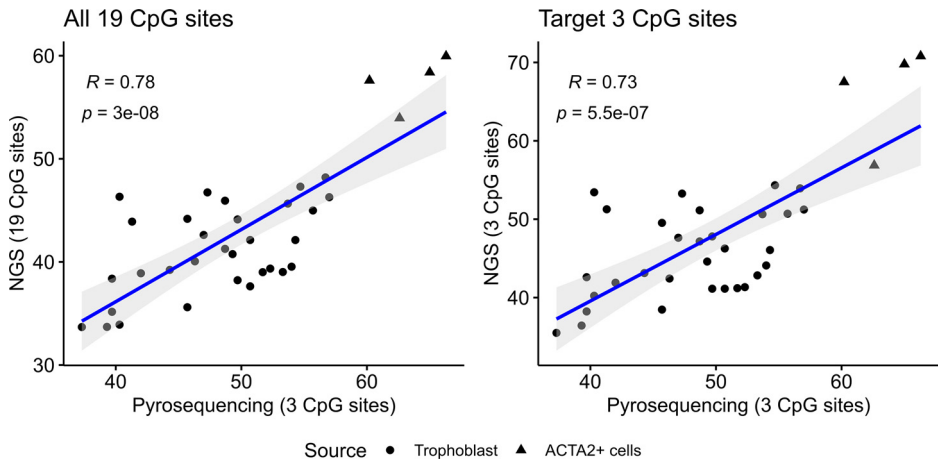 All 19 CpG sites
Target 3 CpG sites
R = 0.78
p = 3e-08
R = 0.73
p = 5.5e-07
NGS (19 CpG sites)
60
50
40
30
40
50
60
Pyrosequencing (3 CpG sites)
NGS (3 CpG sites)
70
60
50
40
40
50
60
Pyrosequencing (3 CpG sites)
Source
Trophoblast
ACTA2+ cells